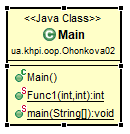 <<Java Class>>
Main
ua.khpi.oop.Ohonkova02
Main()
Func1(int,int):int
main(String[]):void